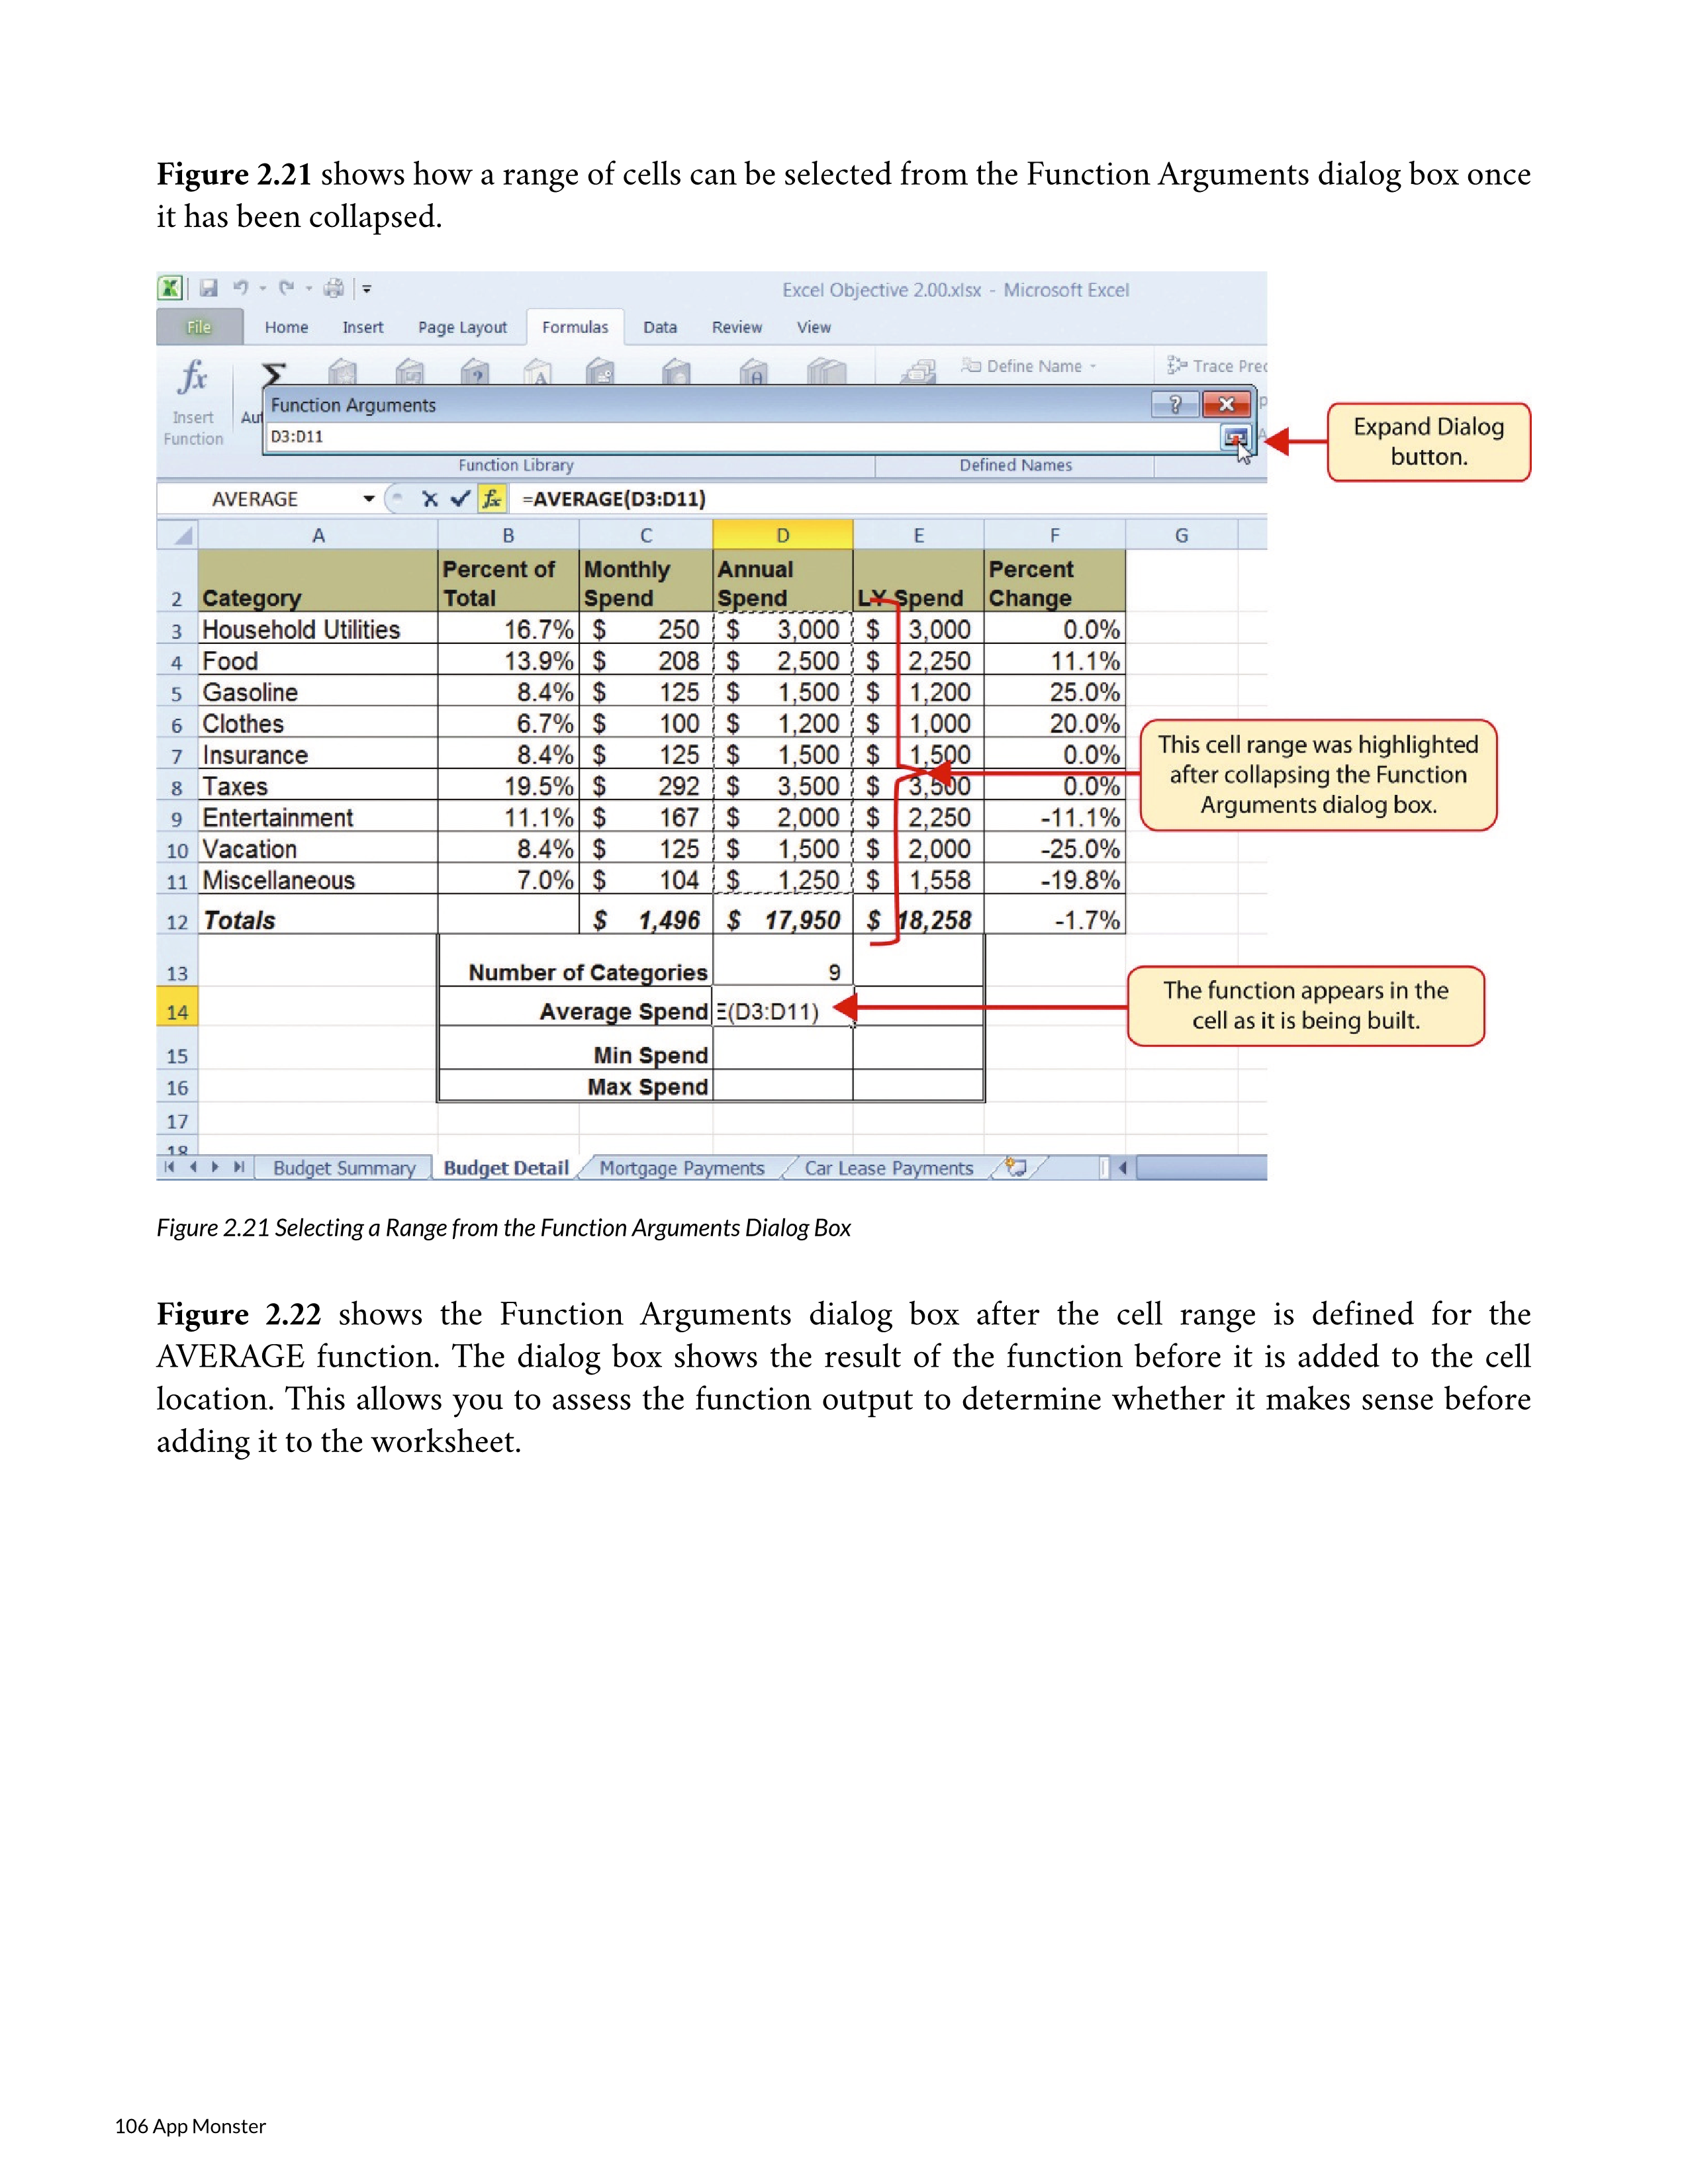 Figure 2.21 shows how a range of cells can be selected from the Function Arguments dialog box once
it has been collapsed.
Excel Objective 2.00.xlsx - Microsoft Excel
File Home Insert Page Layout Formulas Data Review View
fx Σ Define Name Trace Prec
Insert Function Aut
Function Arguments
D3:D11
Expand Dialog
button.
Function Library Defined Names
AVERAGE fx =AVERAGE(D3:D11)
A B C D E F G
2 Category Percent of Total Monthly Spend Annual Spend LY Spend Percent Change
3 Household Utilities 16.7% $ 250 $ 3,000 $ 3,000 0.0%
4 Food 13.9% $ 208 $ 2,500 $ 2,250 11.1%
5 Gasoline 8.4% $ 125 $ 1,500 $ 1,200 25.0%
6 Clothes 6.7% $ 100 $ 1,200 $ 1,000 20.0%
7 Insurance 8.4% $ 125 $ 1,500 $ 1,500 0.0%
8 Taxes 19.5% $ 292 $ 3,500 $ 3,500 0.0%
9 Entertainment 11.1% $ 167 $ 2,000 $ 2,250 -11.1%
10 Vacation 8.4% $ 125 $ 1,500 $ 2,000 -25.0%
11 Miscellaneous 7.0% $ 104 $ 1,250 $ 1,558 -19.8%
12 Totals $ 1,496 $ 17,950 $ 18,258 -1.7%
This cell range was highlighted
after collapsing the Function
Arguments dialog box.
13 Number of Categories 9
14 Average Spend E(D3:D11)
The function appears in the
cell as it is being built.
15 Min Spend
16 Max Spend
17
18
Budget Summary Budget Detail Mortgage Payments Car Lease Payments
Figure 2.21 Selecting a Range from the Function Arguments Dialog Box
Figure 2.22 shows the Function Arguments dialog box after the cell range is defined for the
AVERAGE function. The dialog box shows the result of the function before it is added to the cell
location. This allows you to assess the function output to determine whether it makes sense before
adding it to the worksheet.
106 App Monster